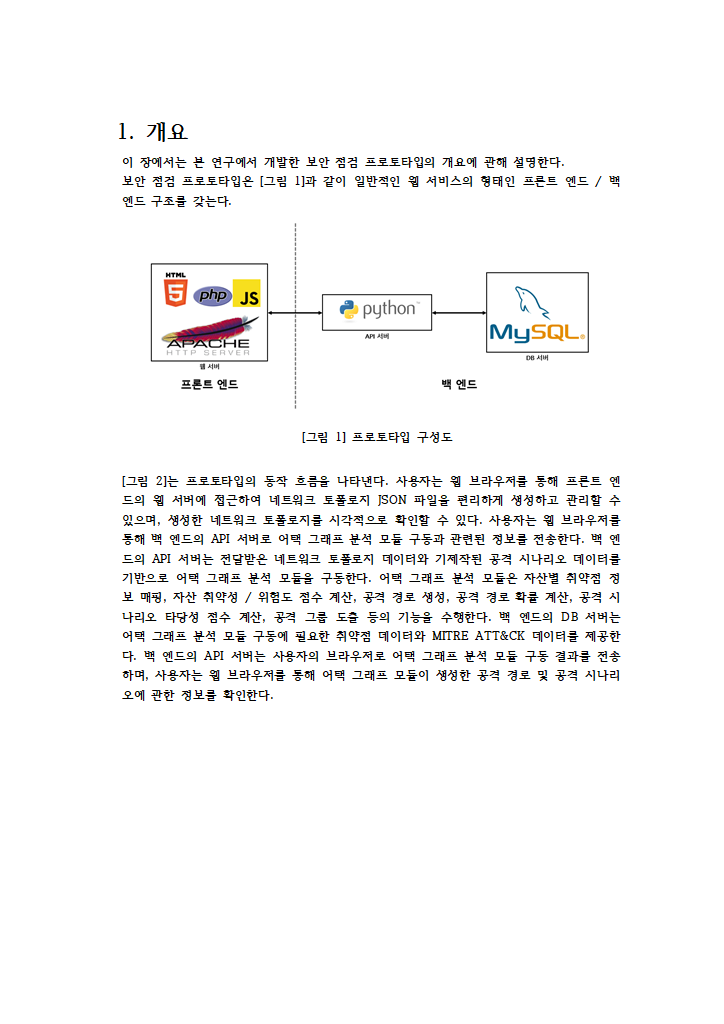 1. 개요
이 장에서는 본 연구에서 개발한 보안 점검 프로토타입의 개요에 관해 설명한다.
보안 점검 프로토타입은 [그림 1]과 같이 일반적인 웹 서비스의 형태인 프론트 엔드 / 백
엔드 구조를 갖는다.
HTML
5
php
JS
APACHE
HTTP SERVER
웹 서버
프론트 엔드
python™
API 서버
MySQL®
DB 서버
백 엔드
[그림 1] 프로토타입 구성도
[그림 2]는 프로토타입의 동작 흐름을 나타낸다. 사용자는 웹 브라우저를 통해 프론트 엔
드의 웹 서버에 접근하여 네트워크 토폴로지 JSON 파일을 편리하게 생성하고 관리할 수
있으며, 생성한 네트워크 토폴로지를 시각적으로 확인할 수 있다. 사용자는 웹 브라우저를
통해 백 엔드의 API 서버로 어택 그래프 분석 모듈 구동과 관련된 정보를 전송한다. 백 엔
드의 API 서버는 전달받은 네트워크 토폴로지 데이터와 기제작된 공격 시나리오 데이터를
기반으로 어택 그래프 분석 모듈을 구동한다. 어택 그래프 분석 모듈은 자산별 취약점 정
보 매핑, 자산 취약성 / 위험도 점수 계산, 공격 경로 생성, 공격 경로 확률 계산, 공격 시
나리오 타당성 점수 계산, 공격 그룹 도출 등의 기능을 수행한다. 백 엔드의 DB 서버는
어택 그래프 분석 모듈 구동에 필요한 취약점 데이터와 MITRE ATT&CK 데이터를 제공한
다. 백 엔드의 API 서버는 사용자의 브라우저로 어택 그래프 분석 모듈 구동 결과를 전송
하며, 사용자는 웹 브라우저를 통해 어택 그래프 모듈이 생성한 공격 경로 및 공격 시나리
오에 관한 정보를 확인한다.